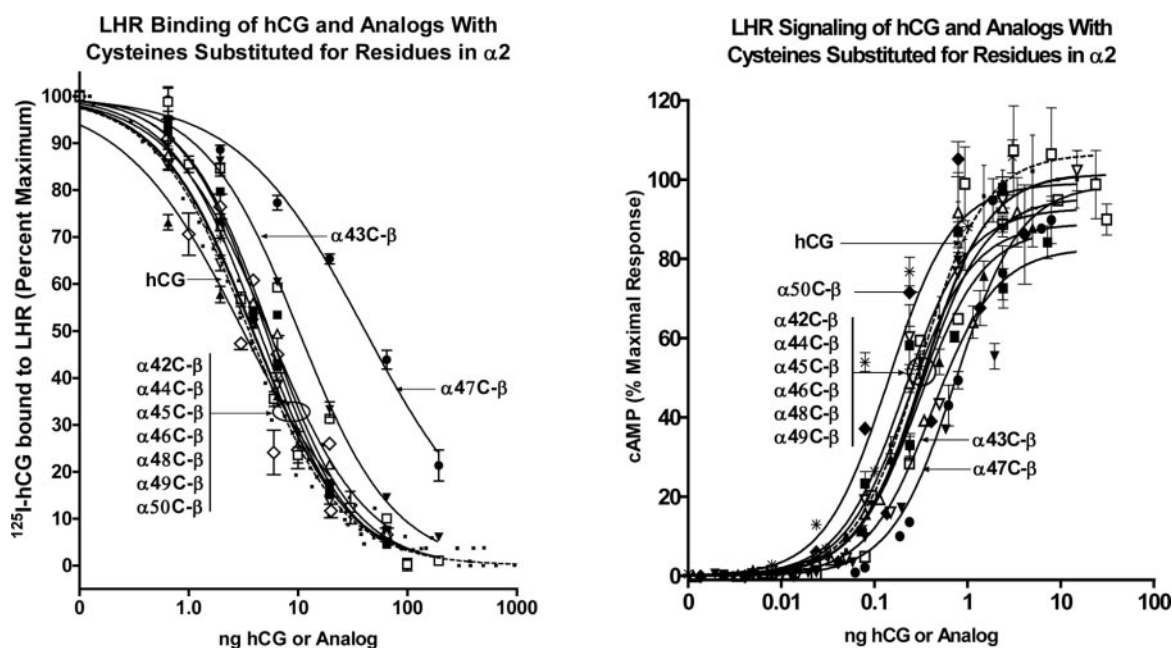 LHR Binding of hCG and Analogs With
Cysteines Substituted for Residues in α2
¹²⁵I-hCG bound to LHR (Percent Maximum)
100
90
80
70
60
50
40
30
20
10
0
α43C-β
hCG
α47C-β
α42C-β
α44C-β
α45C-β
α46C-β
α48C-β
α49C-β
α50C-β
0
1.0
10
100
1000
ng hCG or Analog
LHR Signaling of hCG and Analogs With
Cysteines Substituted for Residues in α2
cAMP (% Maximal Response)
120
100
80
60
40
20
0
hCG
α50C-β
α42C-β
α44C-β
α45C-β
α46C-β
α48C-β
α49C-β
α43C-β
α47C-β
0
0.01
0.1
1
10
100
ng hCG or Analog